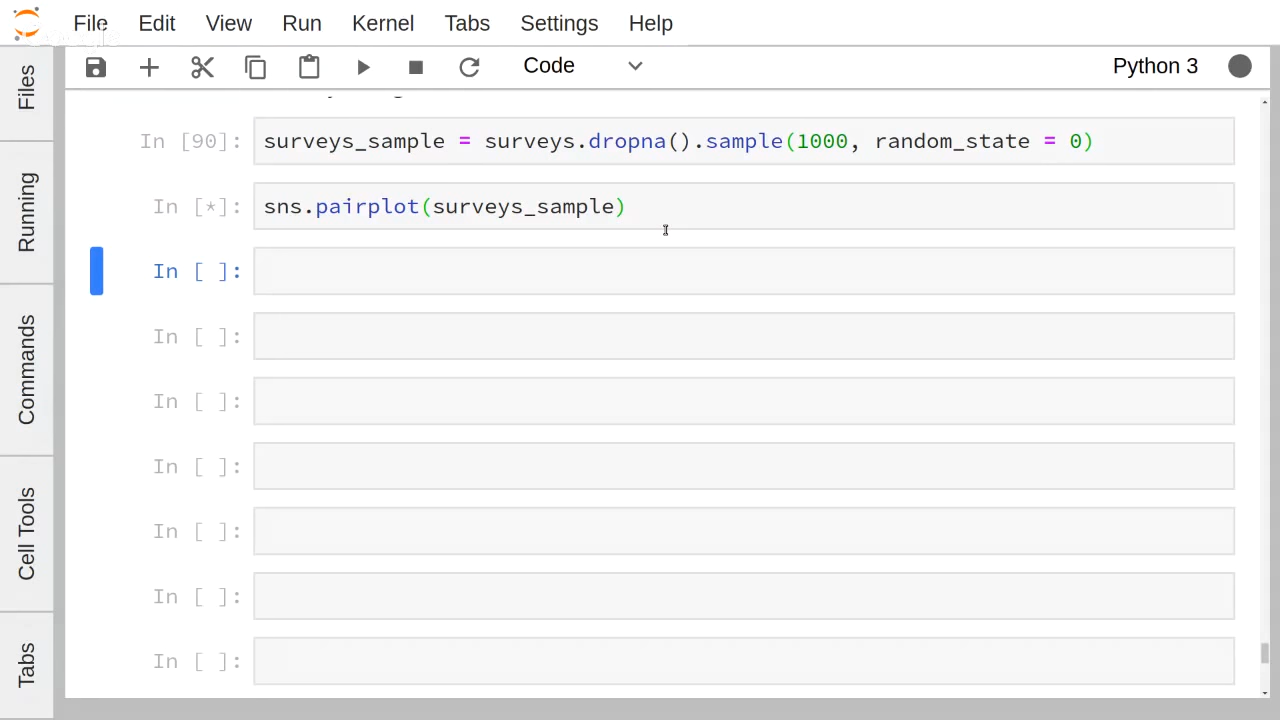 File Edit View Run Kernel Tabs Settings Help
Code Python 3
Files
Running
Commands
Cell Tools
Tabs
In [90]: surveys_sample = surveys.dropna().sample(1000, random_state = 0)
In [*]: sns.pairplot(surveys_sample)
In [ ]:
In [ ]:
In [ ]:
In [ ]:
In [ ]:
In [ ]:
In [ ]: